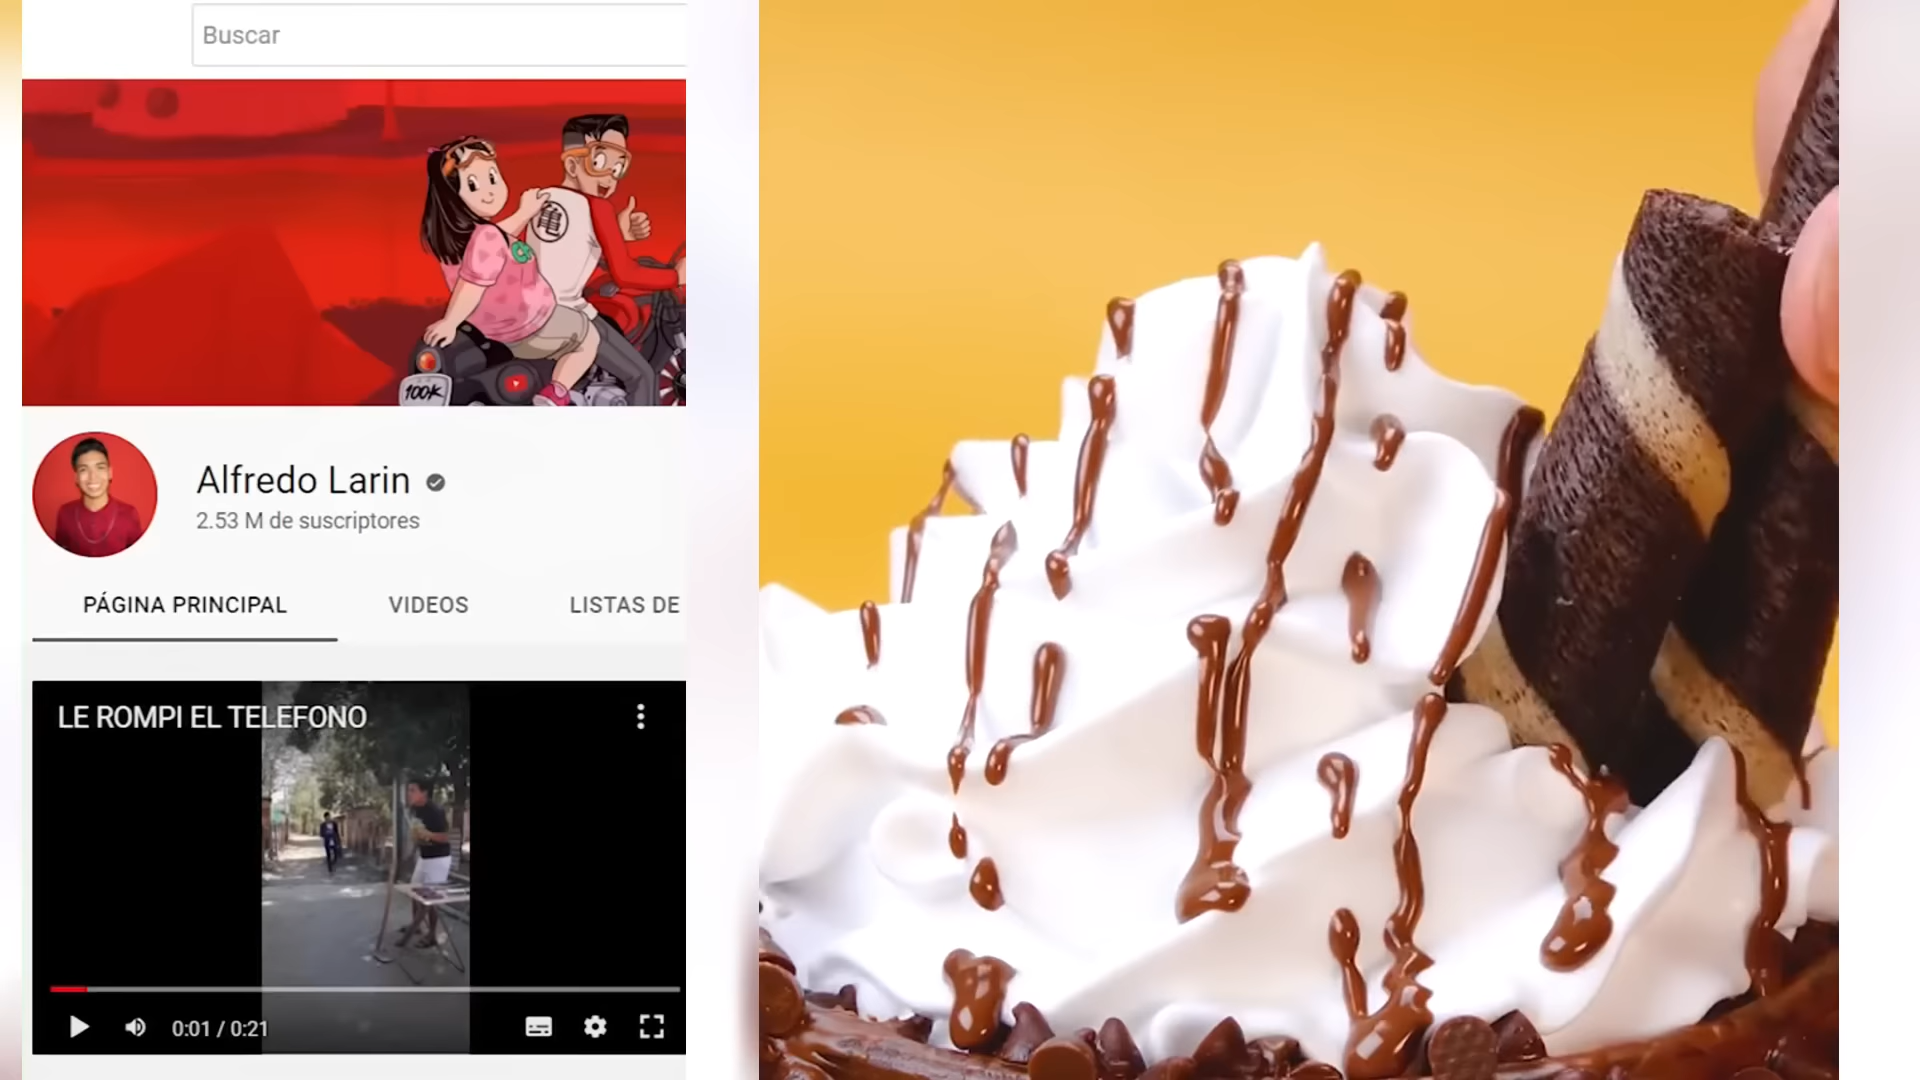 Buscar
亀
100K
Alfredo Larin
2.53 M de suscriptores
PÁGINA PRINCIPAL
VIDEOS
LISTAS DE
LE ROMPI EL TELEFONO
0:01 / 0:21